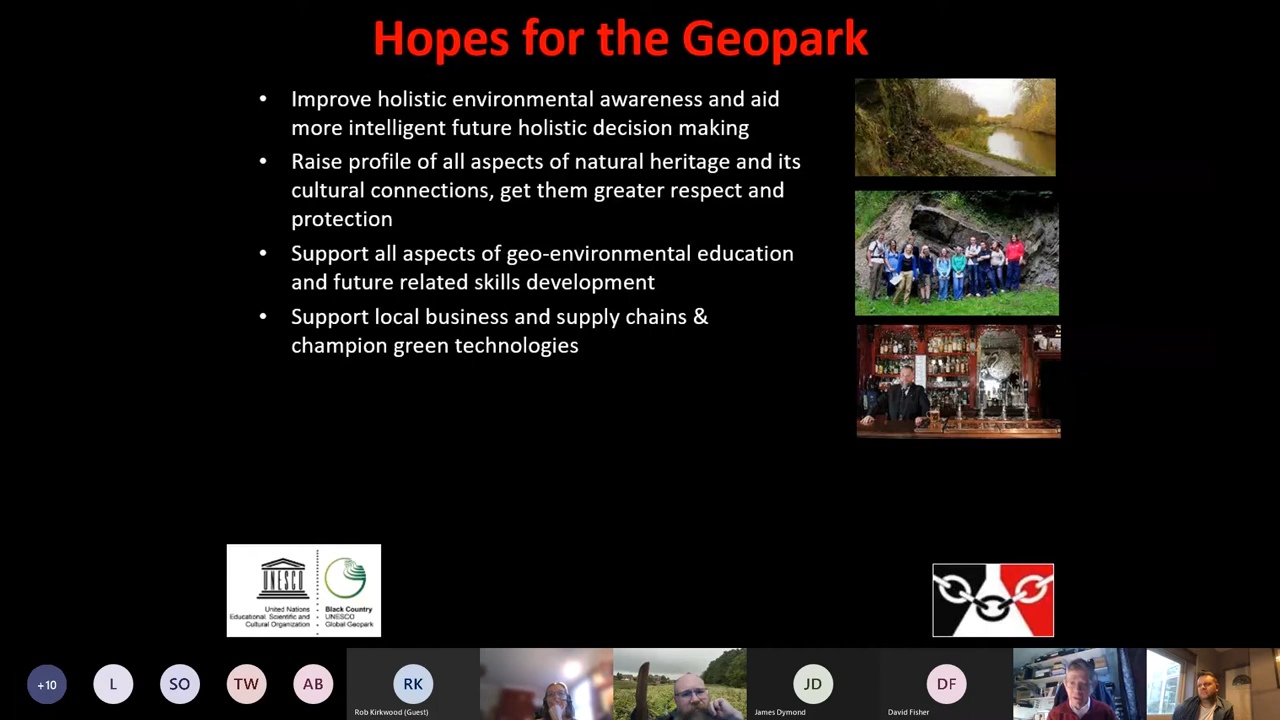 Hopes for the Geopark
• Improve holistic environmental awareness and aid
more intelligent future holistic decision making
• Raise profile of all aspects of natural heritage and its
cultural connections, get them greater respect and
protection
• Support all aspects of geo-environmental education
and future related skills development
• Support local business and supply chains &
champion green technologies
UNESCO
United Nations
Educational, Scientific and
Cultural Organization
Black Country
UNESCO
Global Geopark
+10
L
SO
TW
AB
RK
Rob Kirkwood (Guest)
JD
James Dymond
DF
David Fisher